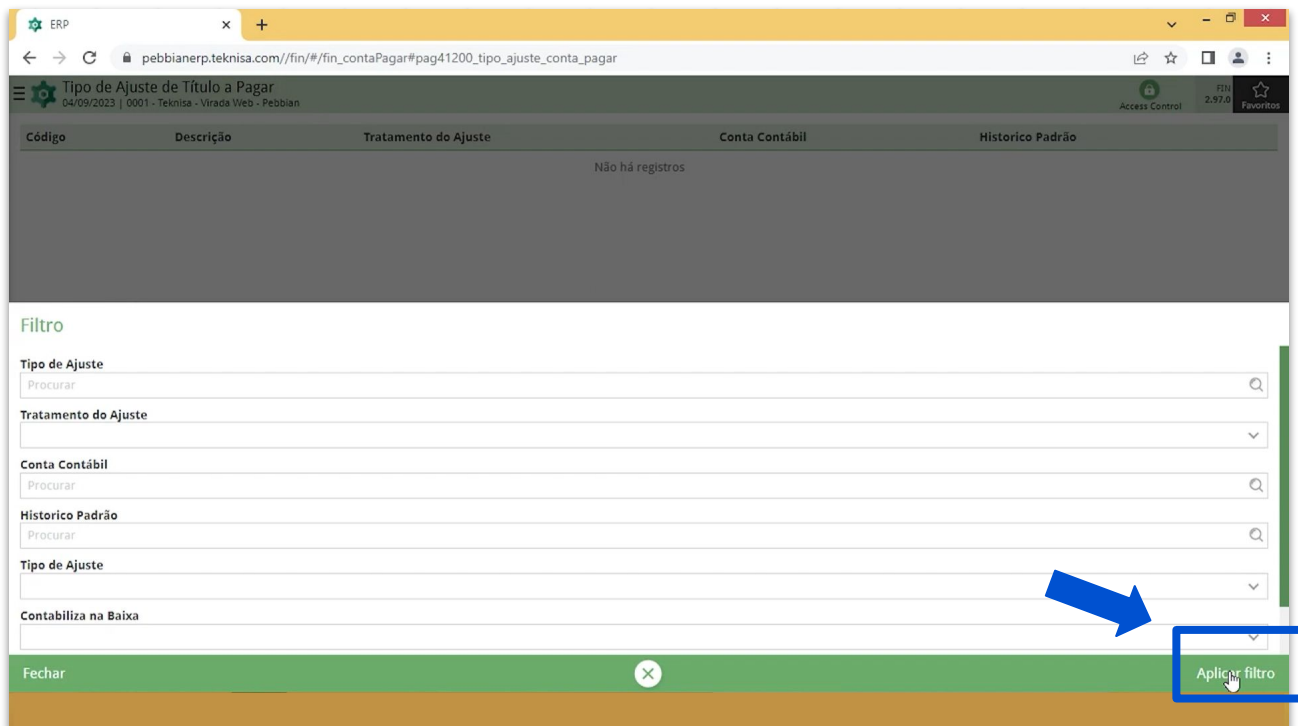 ERP
pebbianerp.teknisa.com//fin/#/fin_contaPagar#pag41200_tipo_ajuste_conta_pagar
Tipo de Ajuste de Título a Pagar
04/09/2023 | 0001 - Teknisa - Virada Web - Pebbian
Access Control
FIN
2.97.0
Favoritos
Código Descrição Tratamento do Ajuste Conta Contábil Historico Padrão
Não há registros
Filtro
Tipo de Ajuste
Procurar
Tratamento do Ajuste
Conta Contábil
Procurar
Historico Padrão
Procurar
Tipo de Ajuste
Contabiliza na Baixa
Fechar
Aplicar filtro